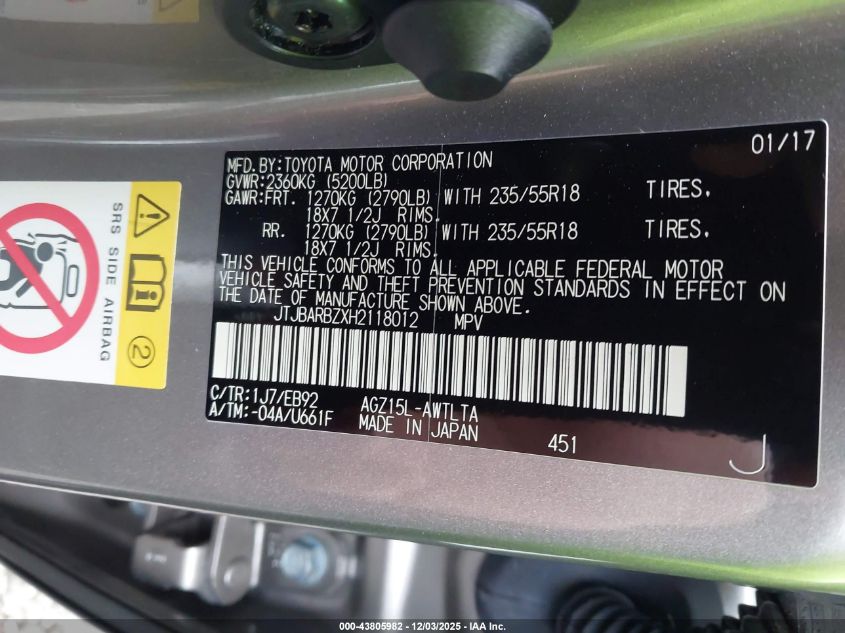 01/17
MFD.BY:TOYOTA MOTOR CORPORATION
GVWR:2360KG (5200LB)
GAWR:FRT. 1270KG (2790LB) WITH 235/55R18 TIRES.
18X7 1/2J RIMS.
RR. 1270KG (2790LB) WITH 235/55R18 TIRES.
18X7 1/2J RIMS.
THIS VEHICLE CONFORMS TO ALL APPLICABLE FEDERAL MOTOR
VEHICLE SAFETY AND THEFT PREVENTION STANDARDS IN EFFECT ON
THE DATE OF MANUFACTURE SHOWN ABOVE.
JTJBARBZXH2118012 MPV
C/TR:1J7/EB92 AGZ15L-AWTLTA
A/TM:-04A/U661F MADE IN JAPAN 451
J
SRS SIDE AIRBAG
2
000-43805982 - 12/03/2025 - IAA Inc.